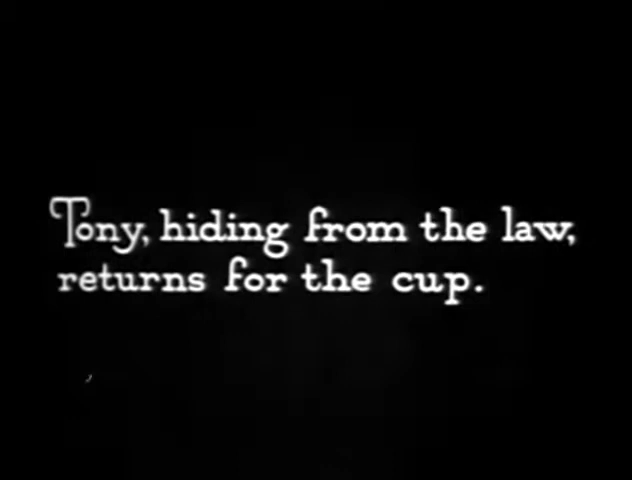 Tony, hiding from the law,
returns for the cup.